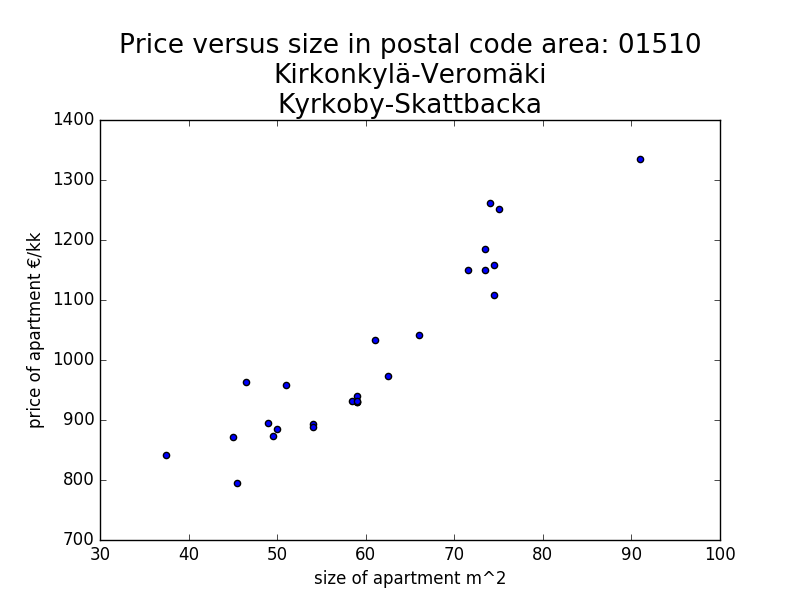 Price versus size in postal code area: 01510
Kirkonkylä-Veromäki
Kyrkoby-Skattbacka
1400
1300
1200
1100
1000
900
800
700
price of apartment €/kk
30 40 50 60 70 80 90 100
size of apartment m^2